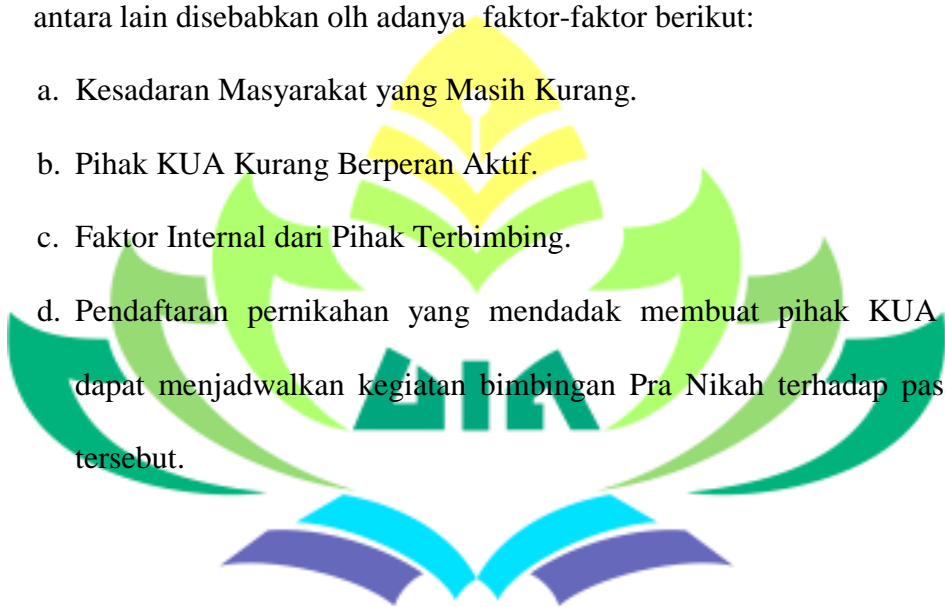 antara lain disebabkan olh adanya faktor-faktor berikut:
a. Kesadaran Masyarakat yang Masih Kurang.
b. Pihak KUA Kurang Berperan Aktif.
c. Faktor Internal dari Pihak Terbimbing.
d. Pendaftaran pernikahan yang mendadak membuat pihak KUA
dapat menjadwalkan kegiatan bimbingan Pra Nikah terhadap pas
tersebut.